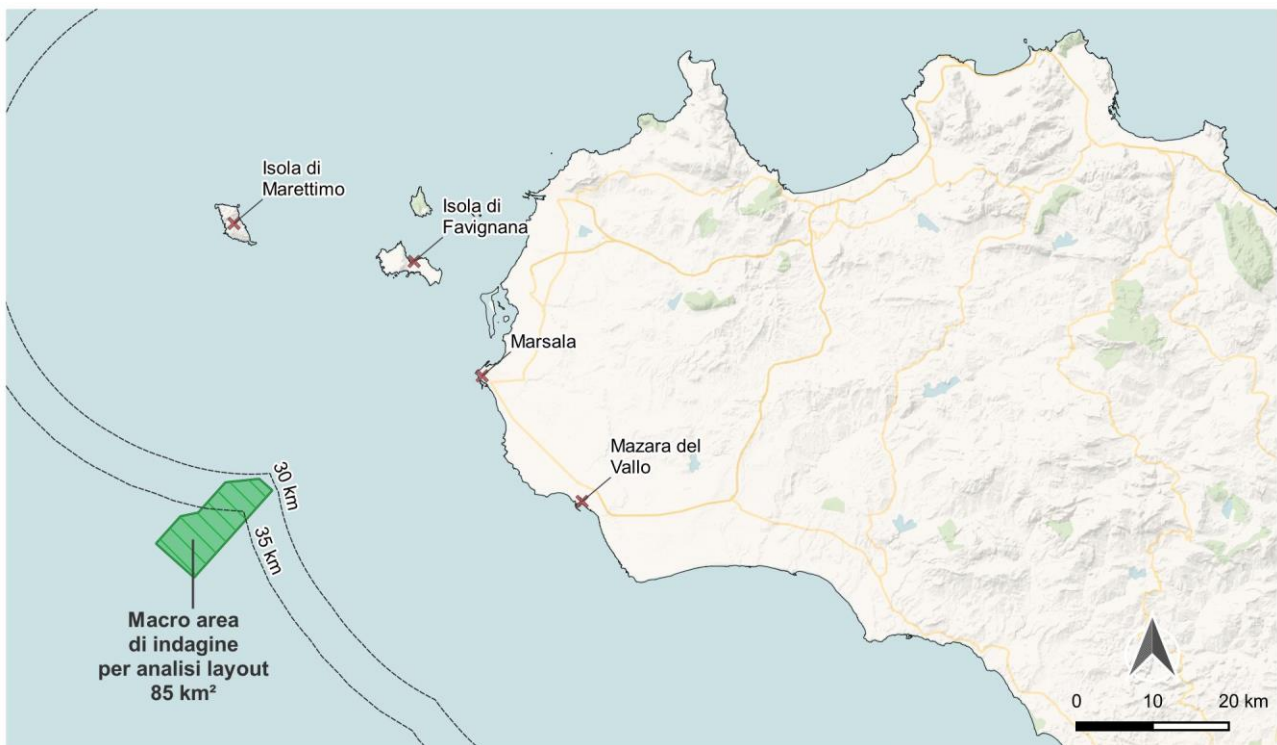 Isola di
Marettimo
Isola di
Favignana
Marsala
Mazara del
Vallo
30 km
35 km
Macro area
di indagine
per analisi layout
85 km²
0 10 20 km